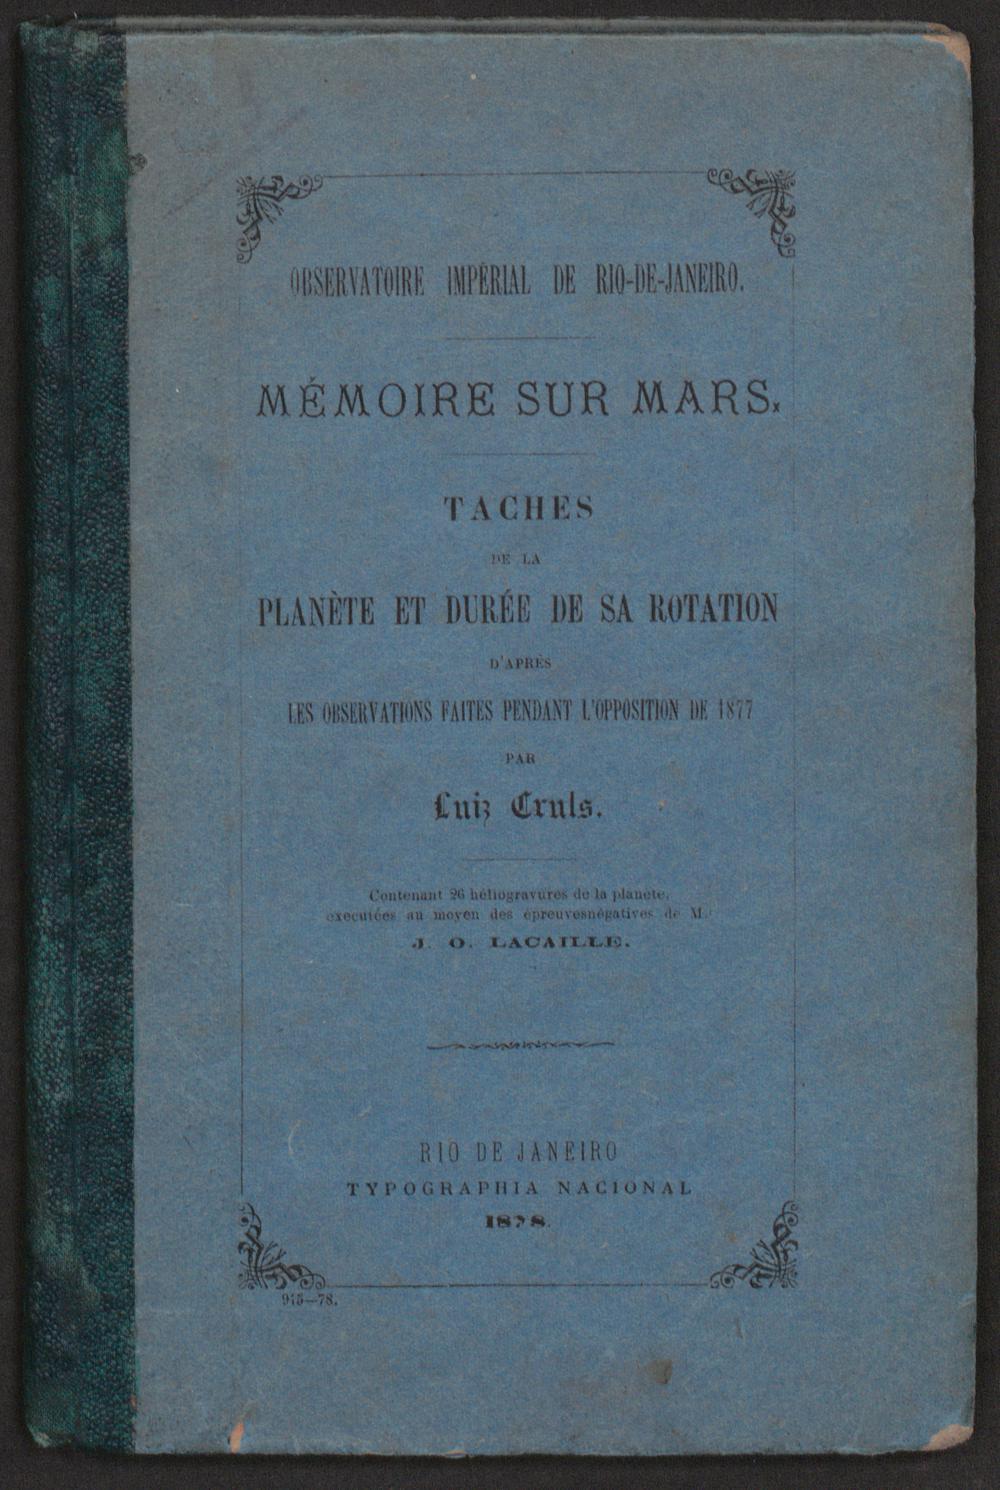 OBSERVATOIRE IMPÉRIAL DE RIO-DE-JANEIRO.
MÉMOIRE SUR MARS.
TACHES
DE LA
PLANÈTE ET DURÉE DE SA ROTATION
D'APRÈS
LES OBSERVATIONS FAITES PENDANT L'OPPOSITION DE 1877
PAR
Luiz Cruls.
Contenant 26 héliogravures de la planete,
executées au moyen des épreuvesnégatives de M.
J. O. LACAILLE.
RIO DE JANEIRO
TYPOGRAPHIA NACIONAL
1878.
915—78.